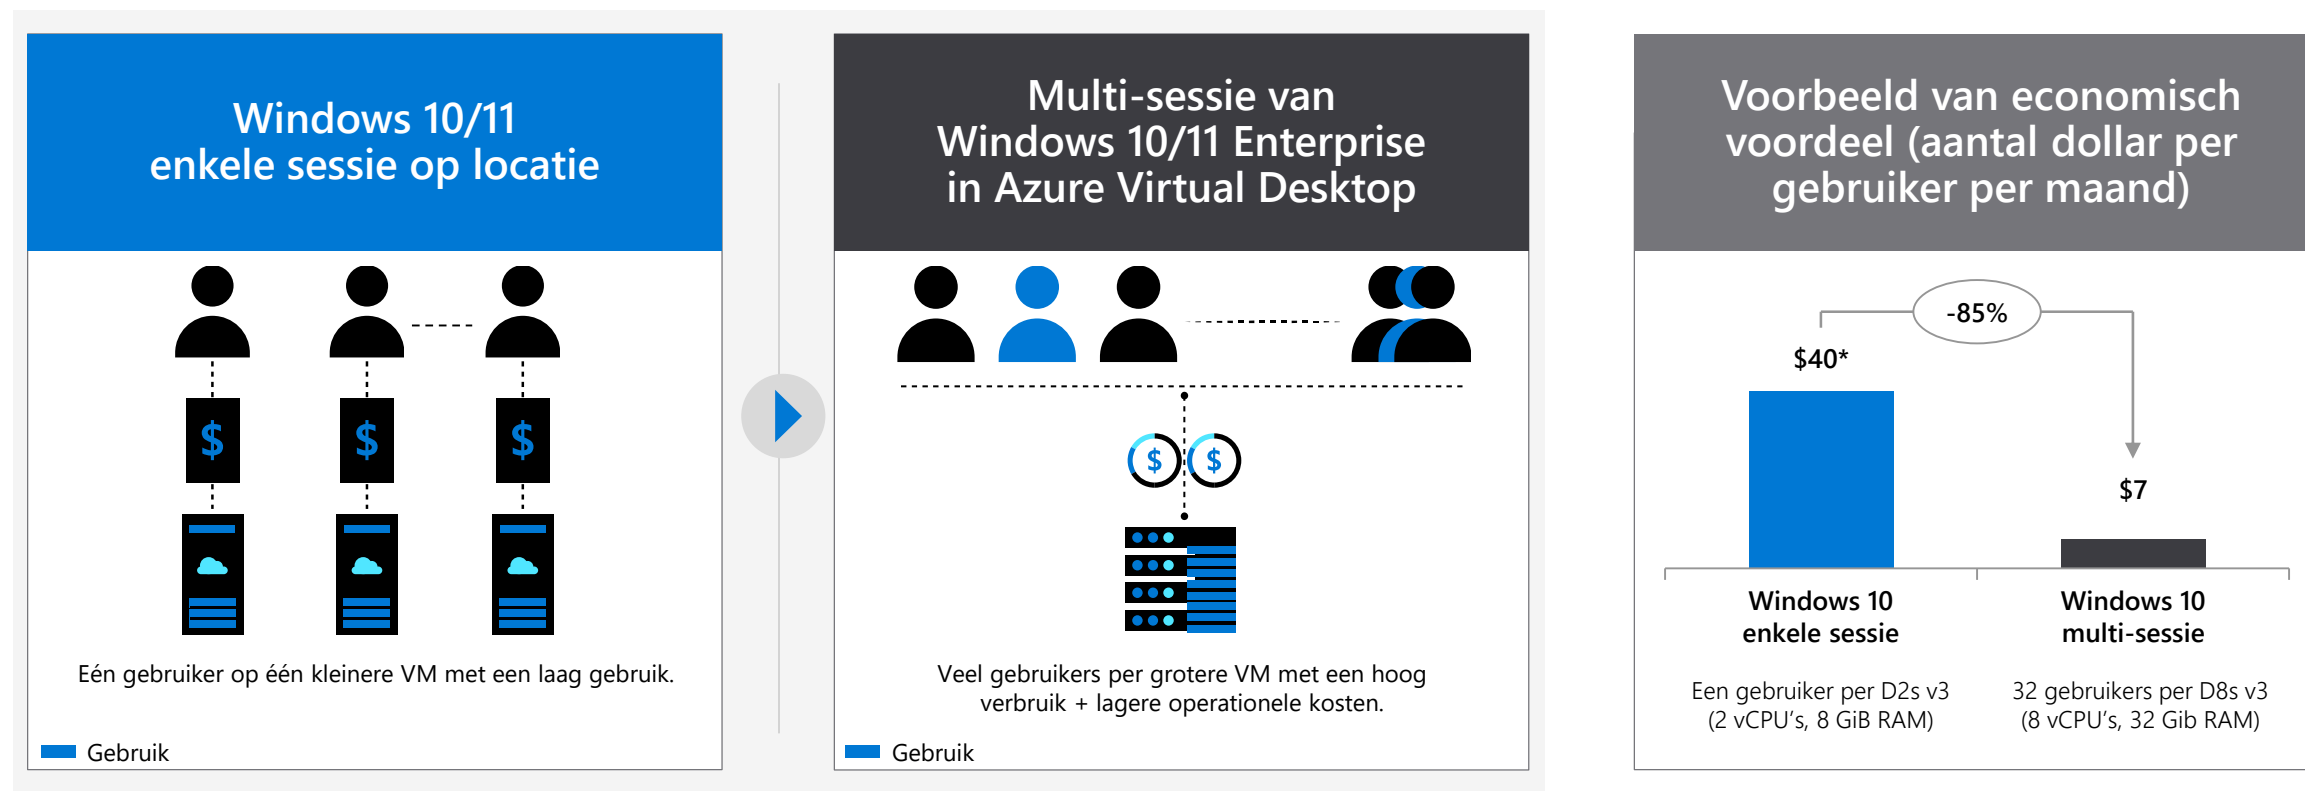 Windows 10/11
enkele sessie op locatie
$ $ $
Eén gebruiker op één kleinere VM met een laag gebruik.
Gebruik
Multi-sessie van
Windows 10/11 Enterprise
in Azure Virtual Desktop
$ $
Veel gebruikers per grotere VM met een hoog
verbruik + lagere operationele kosten.
Gebruik
Voorbeeld van economisch
voordeel (aantal dollar per
gebruiker per maand)
-85%
$40*
$7
Windows 10
enkele sessie
Een gebruiker per D2s v3
(2 vCPU's, 8 GiB RAM)
Windows 10
multi-sessie
32 gebruikers per D8s v3
(8 vCPU's, 32 Gib RAM)